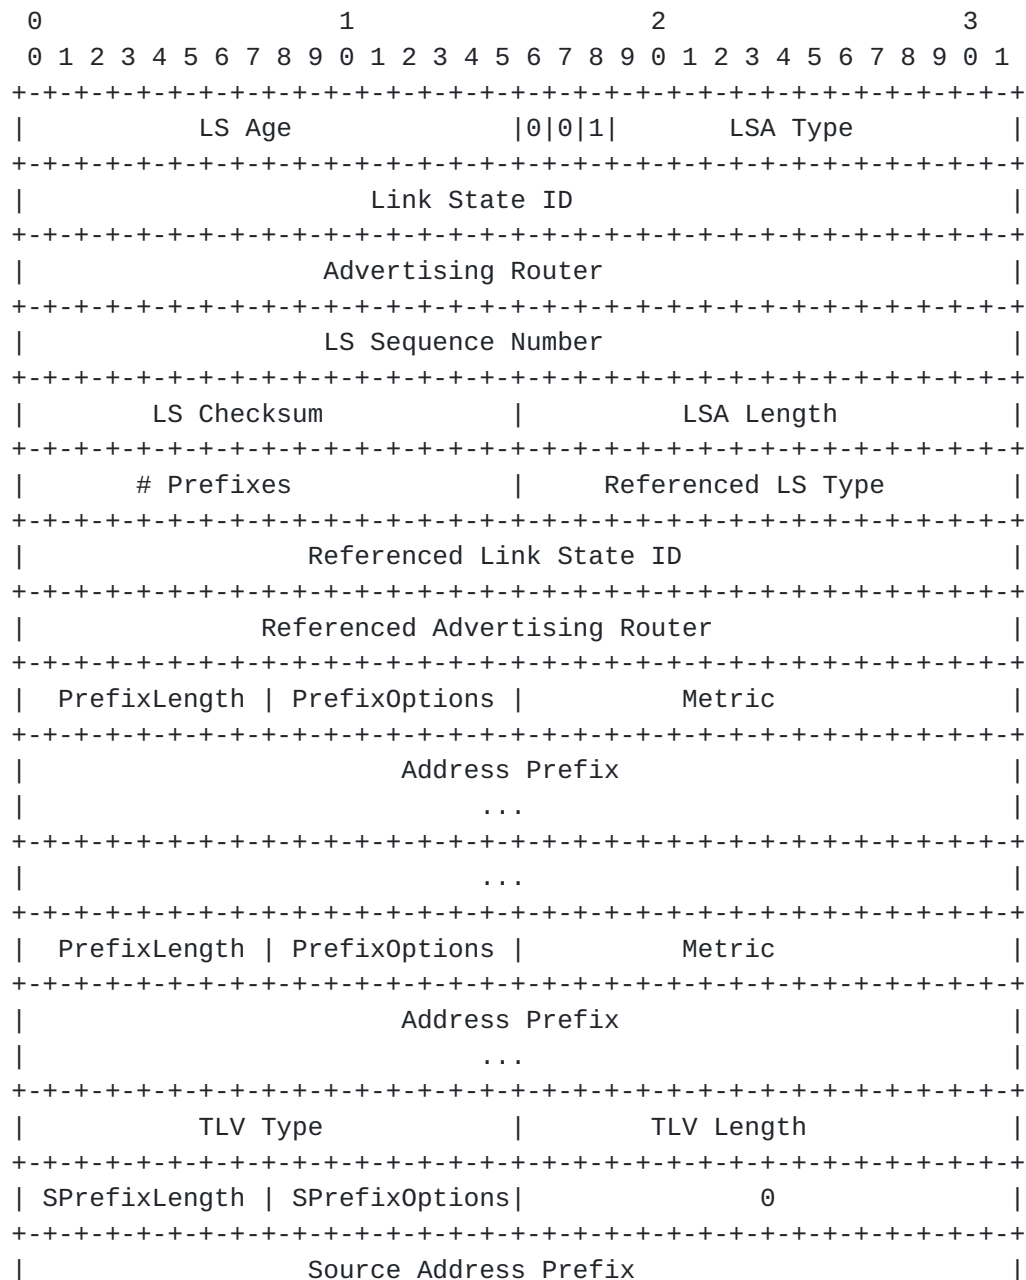 0                   1                   2                   3
 0 1 2 3 4 5 6 7 8 9 0 1 2 3 4 5 6 7 8 9 0 1 2 3 4 5 6 7 8 9 0 1
+-+-+-+-+-+-+-+-+-+-+-+-+-+-+-+-+-+-+-+-+-+-+-+-+-+-+-+-+-+-+-+-+
|           LS Age              |0|0|1|       LSA Type          |
+-+-+-+-+-+-+-+-+-+-+-+-+-+-+-+-+-+-+-+-+-+-+-+-+-+-+-+-+-+-+-+-+
|                      Link State ID                            |
+-+-+-+-+-+-+-+-+-+-+-+-+-+-+-+-+-+-+-+-+-+-+-+-+-+-+-+-+-+-+-+-+
|                   Advertising Router                          |
+-+-+-+-+-+-+-+-+-+-+-+-+-+-+-+-+-+-+-+-+-+-+-+-+-+-+-+-+-+-+-+-+
|                   LS Sequence Number                          |
+-+-+-+-+-+-+-+-+-+-+-+-+-+-+-+-+-+-+-+-+-+-+-+-+-+-+-+-+-+-+-+-+
|        LS Checksum            |          LSA Length           |
+-+-+-+-+-+-+-+-+-+-+-+-+-+-+-+-+-+-+-+-+-+-+-+-+-+-+-+-+-+-+-+-+
|       # Prefixes              |     Referenced LS Type        |
+-+-+-+-+-+-+-+-+-+-+-+-+-+-+-+-+-+-+-+-+-+-+-+-+-+-+-+-+-+-+-+-+
|                  Referenced Link State ID                     |
+-+-+-+-+-+-+-+-+-+-+-+-+-+-+-+-+-+-+-+-+-+-+-+-+-+-+-+-+-+-+-+-+
|               Referenced Advertising Router                   |
+-+-+-+-+-+-+-+-+-+-+-+-+-+-+-+-+-+-+-+-+-+-+-+-+-+-+-+-+-+-+-+-+
|  PrefixLength | PrefixOptions |          Metric               |
+-+-+-+-+-+-+-+-+-+-+-+-+-+-+-+-+-+-+-+-+-+-+-+-+-+-+-+-+-+-+-+-+
|                        Address Prefix                         |
|                             ...                               |
+-+-+-+-+-+-+-+-+-+-+-+-+-+-+-+-+-+-+-+-+-+-+-+-+-+-+-+-+-+-+-+-+
|                             ...                               |
+-+-+-+-+-+-+-+-+-+-+-+-+-+-+-+-+-+-+-+-+-+-+-+-+-+-+-+-+-+-+-+-+
|  PrefixLength | PrefixOptions |          Metric               |
+-+-+-+-+-+-+-+-+-+-+-+-+-+-+-+-+-+-+-+-+-+-+-+-+-+-+-+-+-+-+-+-+
|                        Address Prefix                         |
|                             ...                               |
+-+-+-+-+-+-+-+-+-+-+-+-+-+-+-+-+-+-+-+-+-+-+-+-+-+-+-+-+-+-+-+-+
|           TLV Type            |        TLV Length             |
+-+-+-+-+-+-+-+-+-+-+-+-+-+-+-+-+-+-+-+-+-+-+-+-+-+-+-+-+-+-+-+-+
| SPrefixLength | SPrefixOptions|               0               |
+-+-+-+-+-+-+-+-+-+-+-+-+-+-+-+-+-+-+-+-+-+-+-+-+-+-+-+-+-+-+-+-+
|                  Source Address Prefix                        |